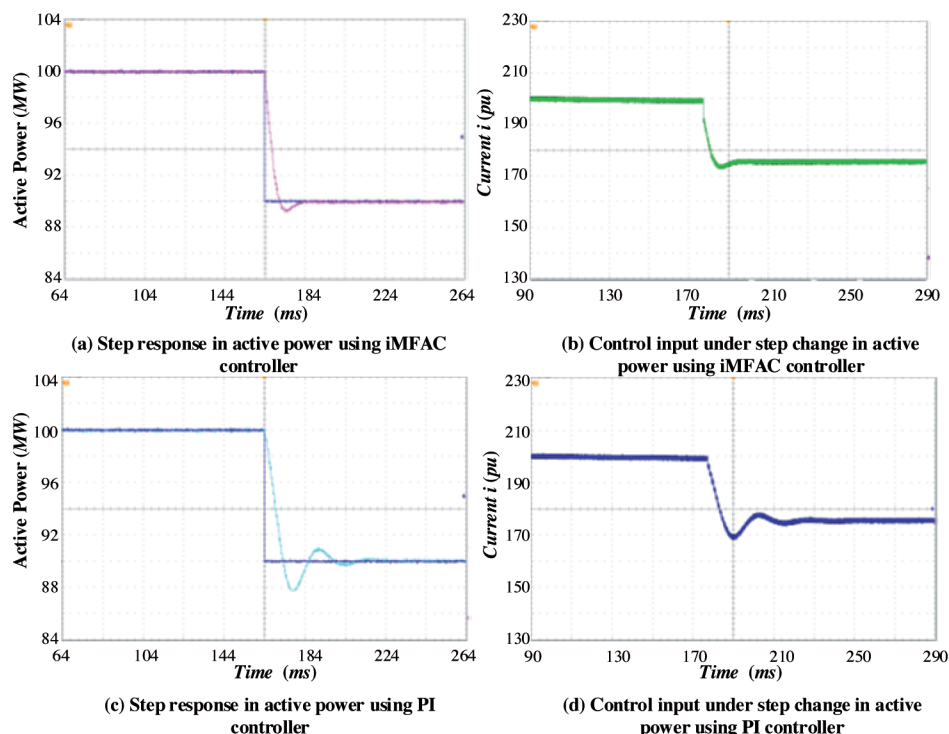 104
100
96
92
88
84
Active Power (MW)
64 104 144 184 224 264
Time (ms)
(a) Step response in active power using iMFAC
controller
230
210
190
170
150
130
Current i (pu)
90 130 170 210 250 290
Time (ms)
(b) Control input under step change in active
power using iMFAC controller
104
100
96
92
88
84
Active Power (MW)
64 104 144 184 224 264
Time (ms)
(c) Step response in active power using PI
controller
230
210
190
170
150
130
Current i (pu)
90 130 170 210 250 290
Time (ms)
(d) Control input under step change in active
power using PI controller